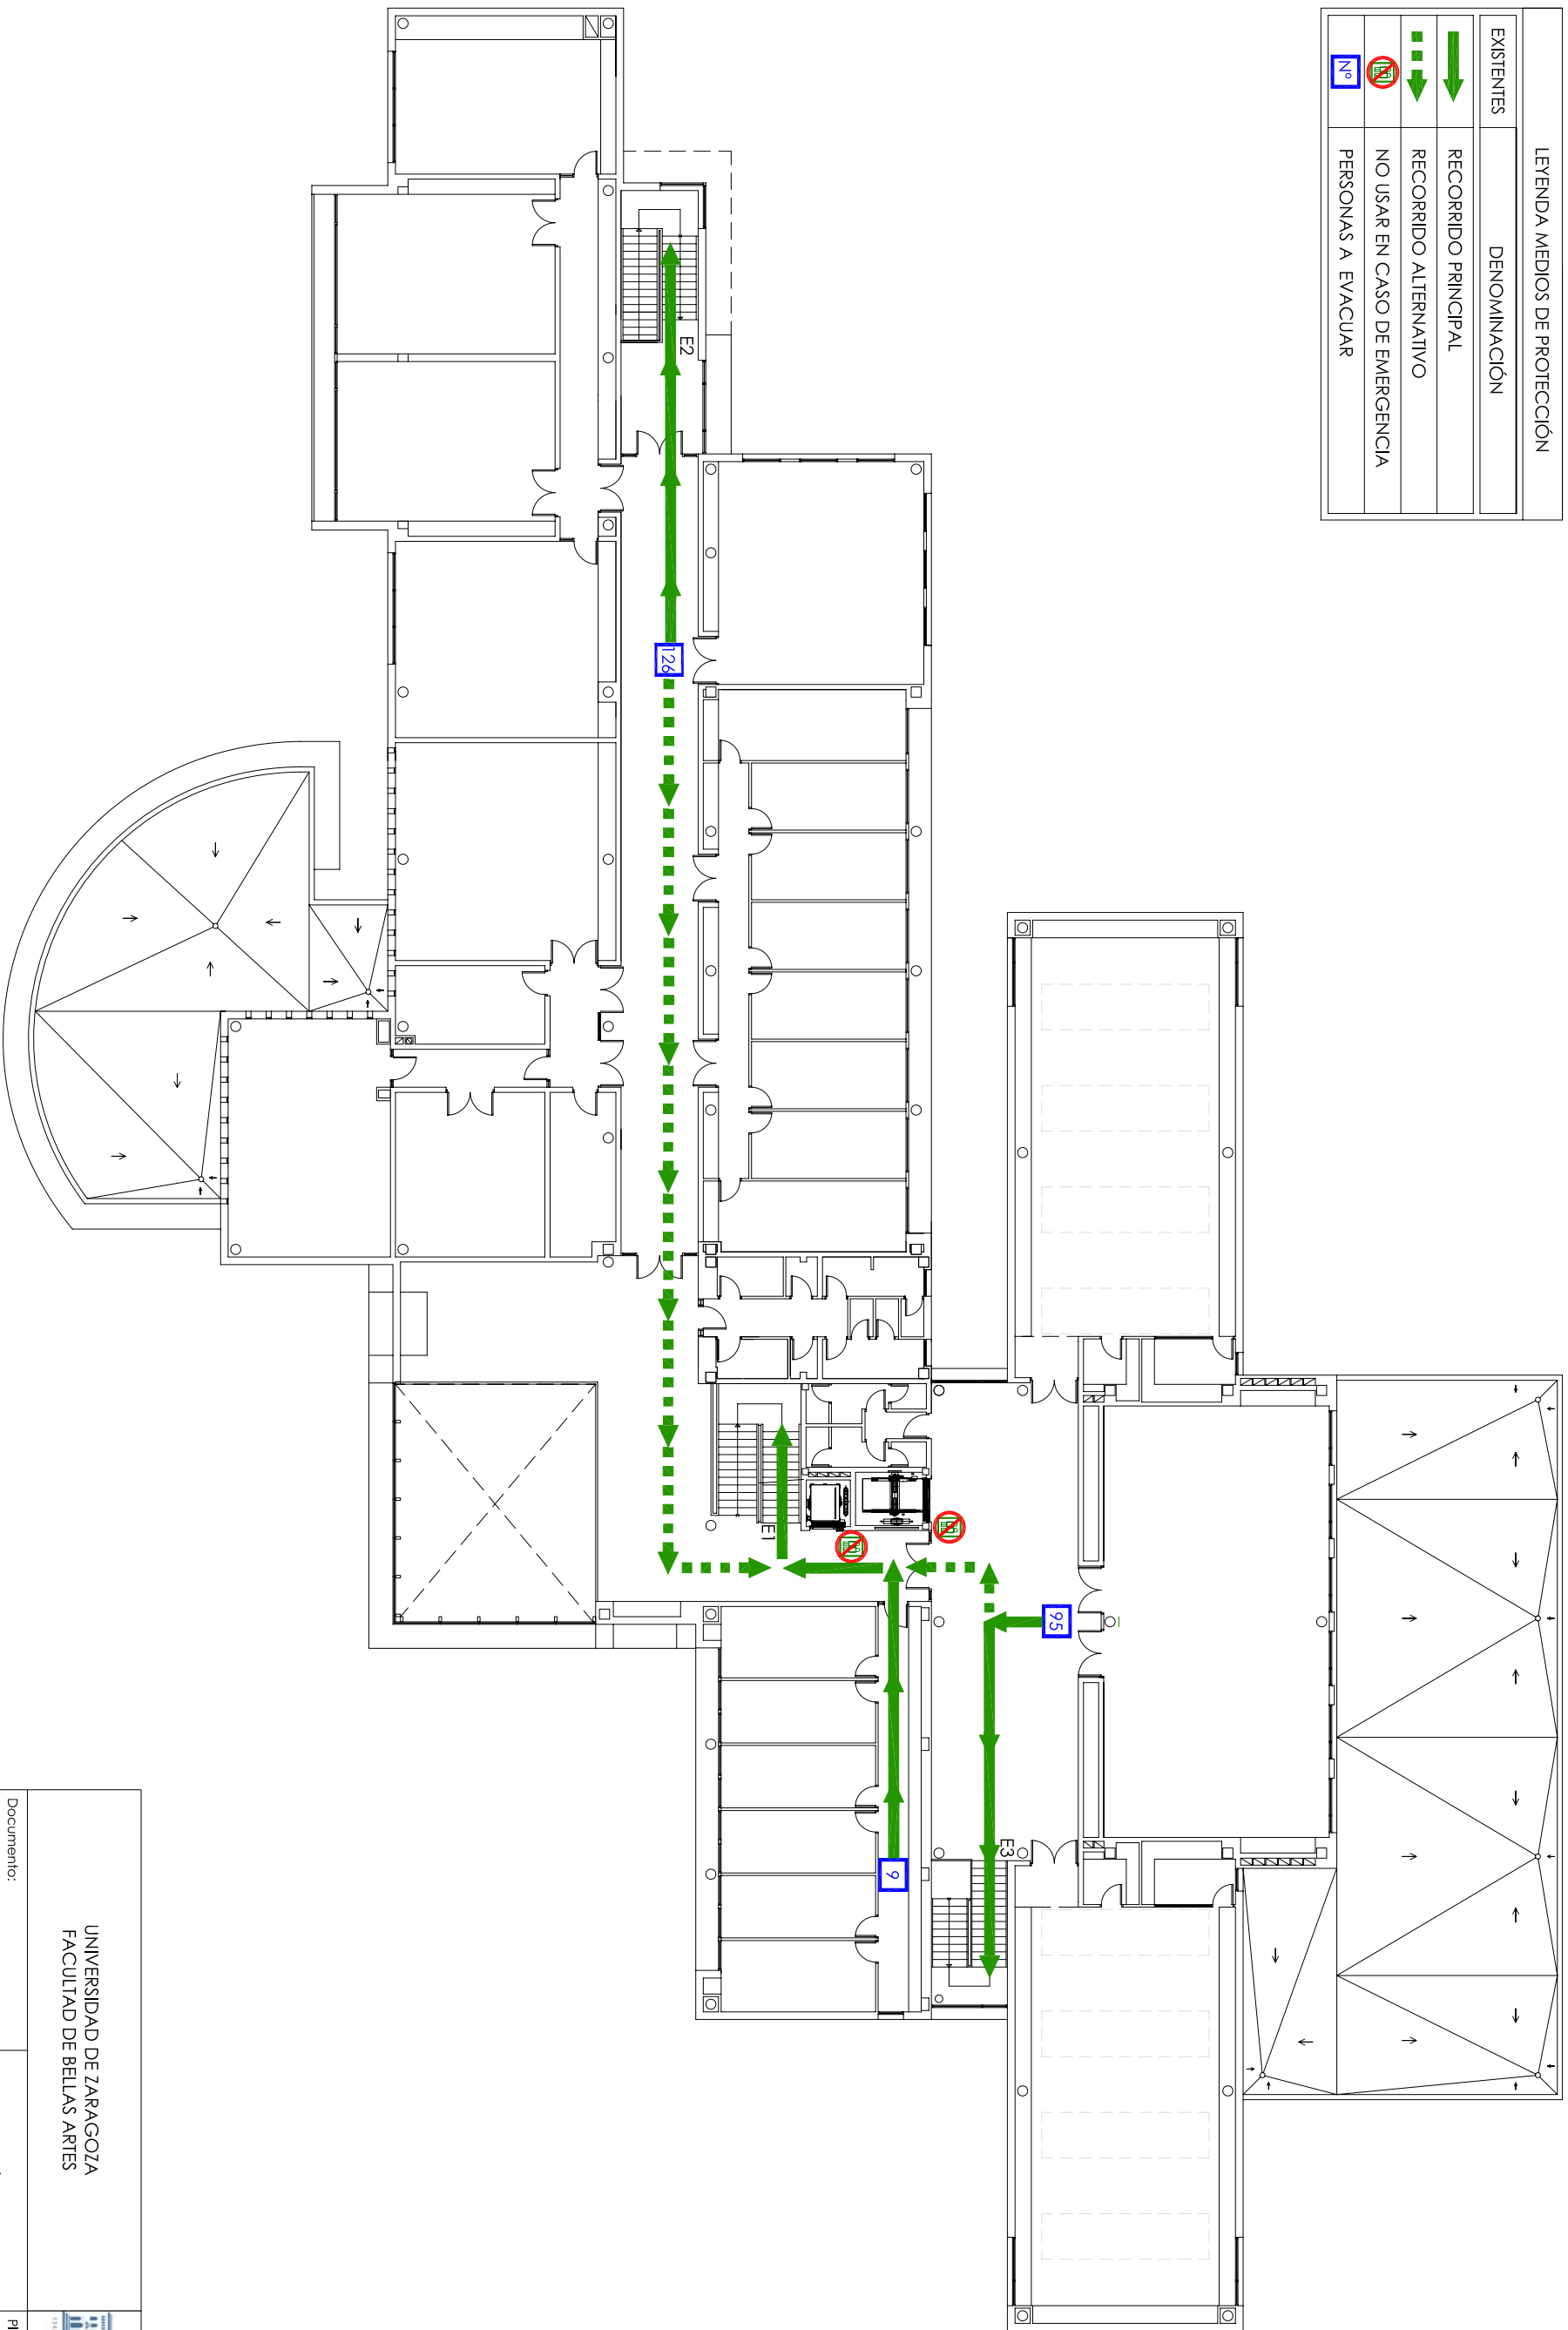 LEYENDA MEDIOS DE PROTECCIÓN
EXISTENTES
DENOMINACIÓN
RECORRIDO PRINCIPAL
RECORRIDO ALTERNATIVO
NO USAR EN CASO DE EMERGENCIA
Nº
PERSONAS A EVACUAR
E2
126
E1
95
E3
9
UNIVERSIDAD DE ZARAGOZA
FACULTAD DE BELLAS ARTES
Documento: